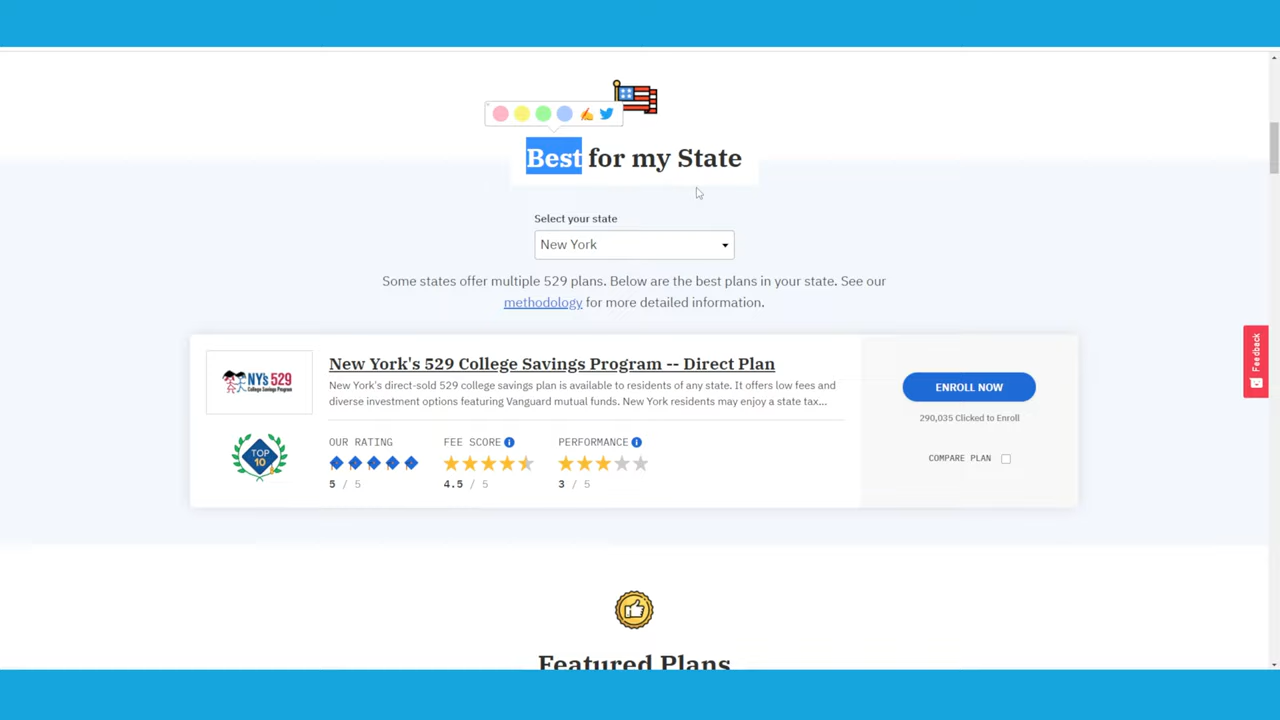 Best for my State
Select your state
New York
Some states offer multiple 529 plans. Below are the best plans in your state. See our
methodology for more detailed information.
NY's 529
College Savings Program
New York's 529 College Savings Program -- Direct Plan
New York's direct-sold 529 college savings plan is available to residents of any state. It offers low fees and
diverse investment options featuring Vanguard mutual funds. New York residents may enjoy a state tax...
TOP
10
OUR RATING
5 / 5
FEE SCORE
4.5 / 5
PERFORMANCE
3 / 5
ENROLL NOW
290,035 Clicked to Enroll
COMPARE PLAN
Feedback
Featured Plans